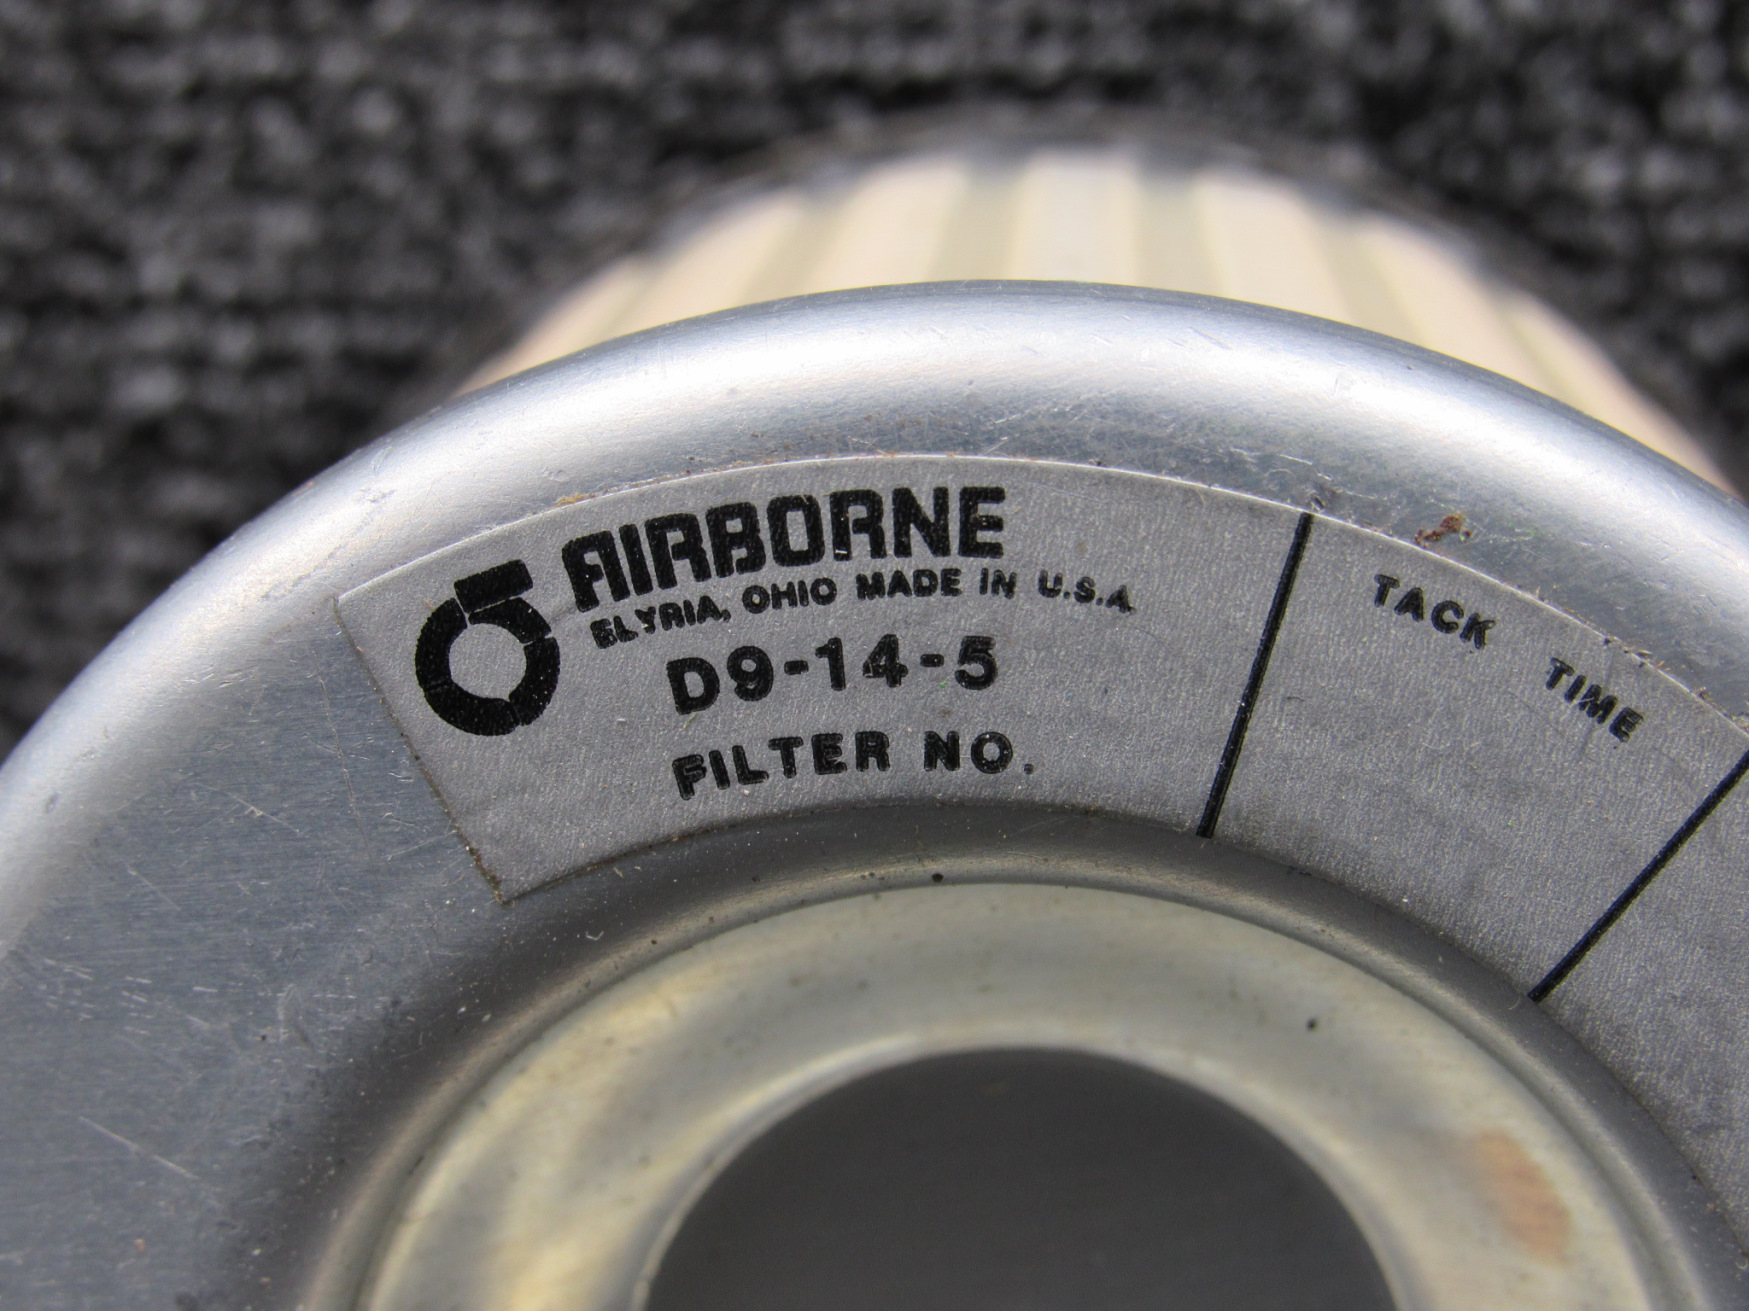 AIRBORNE
ELYRIA, OHIO MADE IN U.S.A.
D9-14-5
FILTER NO.
TACK TIME